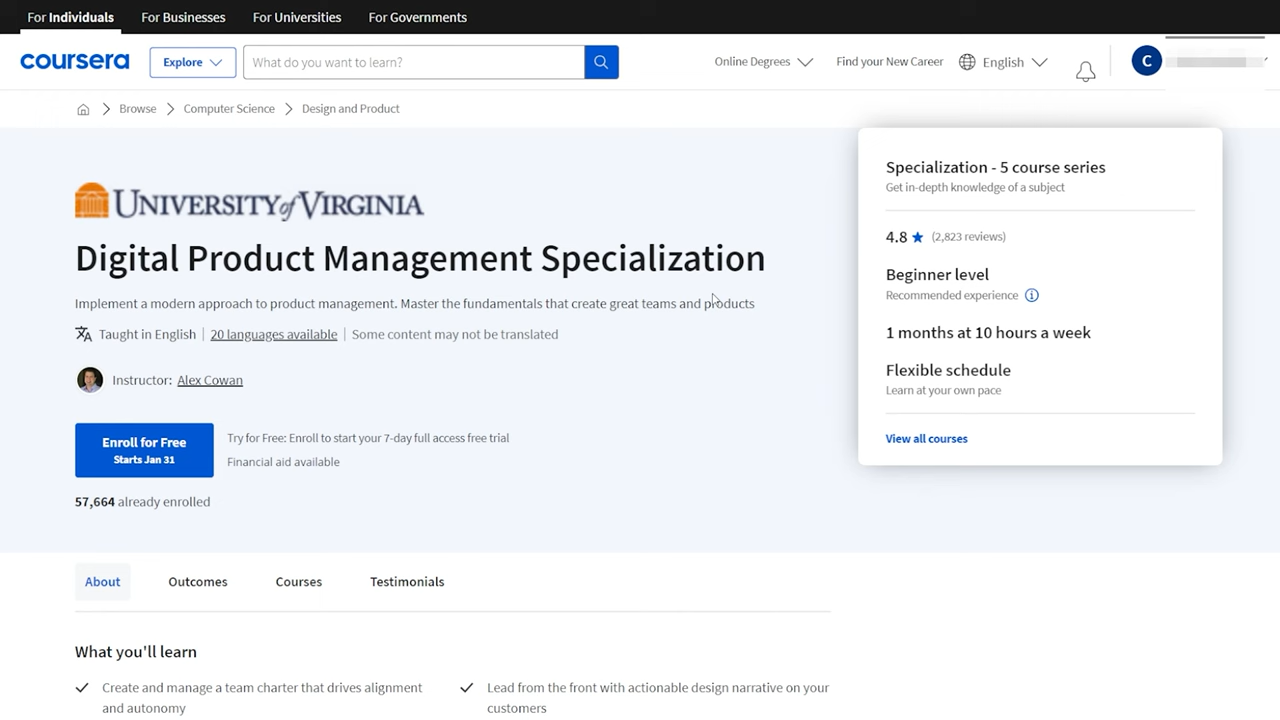 For Individuals For Businesses For Universities For Governments
coursera Explore What do you want to learn? Online Degrees Find your New Career English C
Browse Computer Science Design and Product
UNIVERSITY of VIRGINIA
Digital Product Management Specialization
Implement a modern approach to product management. Master the fundamentals that create great teams and products
Taught in English | 20 languages available | Some content may not be translated
Instructor: Alex Cowan
Enroll for Free
Starts Jan 31
Try for Free: Enroll to start your 7-day full access free trial
Financial aid available
57,664 already enrolled
Specialization - 5 course series
Get in-depth knowledge of a subject
4.8 ★ (2,823 reviews)
Beginner level
Recommended experience
1 months at 10 hours a week
Flexible schedule
Learn at your own pace
View all courses
About Outcomes Courses Testimonials
What you'll learn
Create and manage a team charter that drives alignment
and autonomy
Lead from the front with actionable design narrative on your
customers